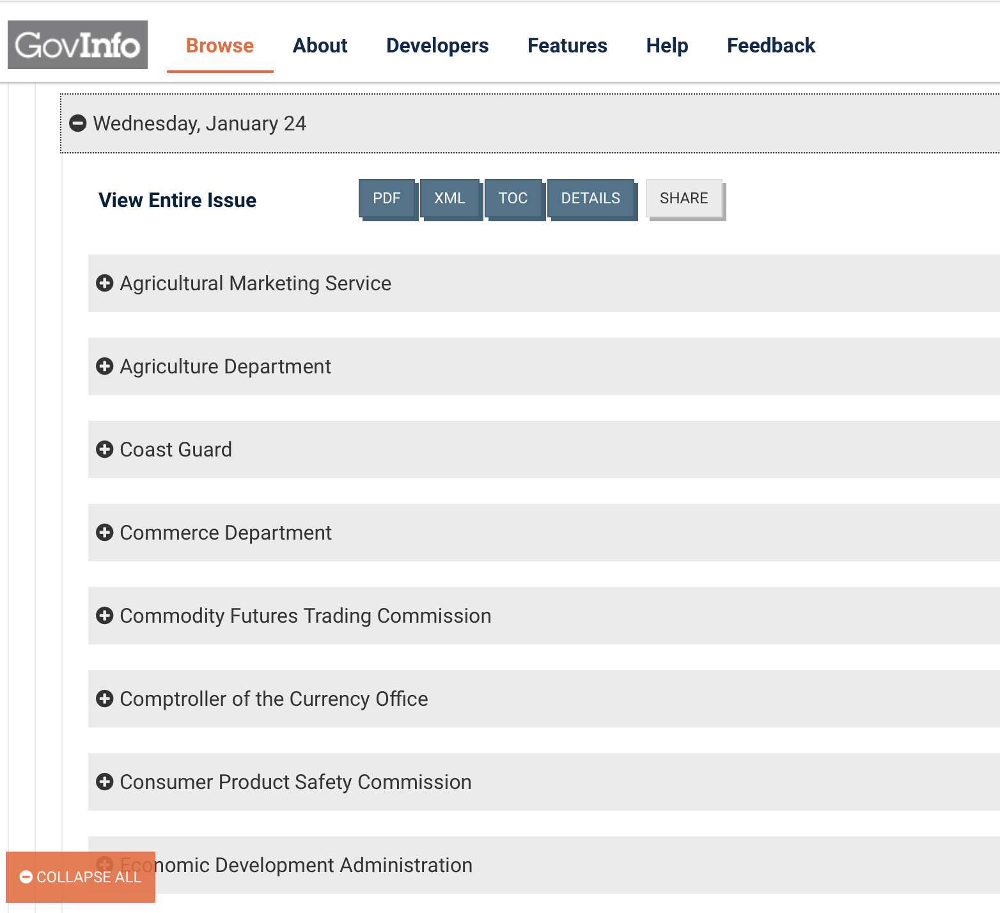 GovInfo Browse About Developers Features Help Feedback
Wednesday, January 24
View Entire Issue PDF XML TOC DETAILS SHARE
Agricultural Marketing Service
Agriculture Department
Coast Guard
Commerce Department
Commodity Futures Trading Commission
Comptroller of the Currency Office
Consumer Product Safety Commission
Economic Development Administration
COLLAPSE ALL